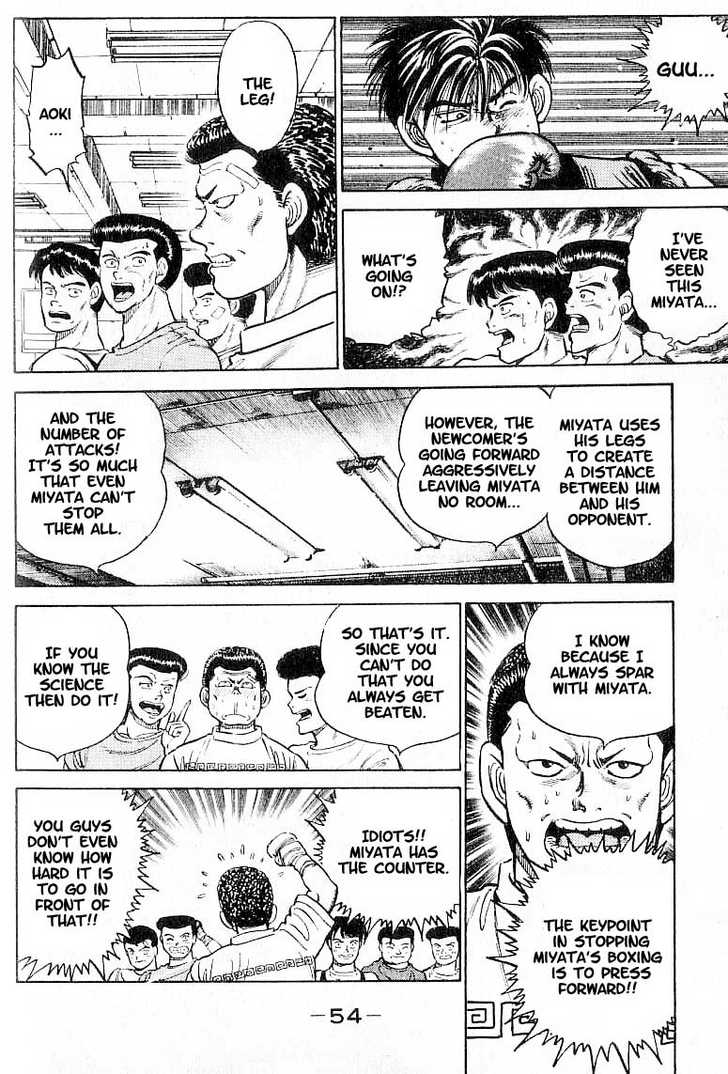 GUU...
THE
LEG!
AOKI
...
I'VE
NEVER
SEEN
THIS
MIYATA...
WHAT'S
GOING
ON!?
MIYATA USES
HIS LEGS
TO CREATE
A DISTANCE
BETWEEN HIM
AND HIS
OPPONENT.
HOWEVER, THE
NEWCOMER'S
GOING FORWARD
AGGRESSIVELY
LEAVING MIYATA
NO ROOM...
AND THE
NUMBER OF
ATTACKS!
IT'S SO MUCH
THAT EVEN
MIYATA CAN'T
STOP
THEM ALL.
I KNOW
BECAUSE I
ALWAYS SPAR
WITH MIYATA.
THE KEYPOINT
IN STOPPING
MIYATA'S BOXING
IS TO PRESS
FORWARD!!
SO THAT'S IT.
SINCE YOU
CAN'T DO
THAT YOU
ALWAYS GET
BEATEN.
IF YOU
KNOW THE
SCIENCE
THEN DO IT!
IDIOTS!!
MIYATA HAS
THE COUNTER.
YOU GUYS
DON'T EVEN
KNOW HOW
HARD IT IS
TO GO IN
FRONT OF
THAT!!
-54-